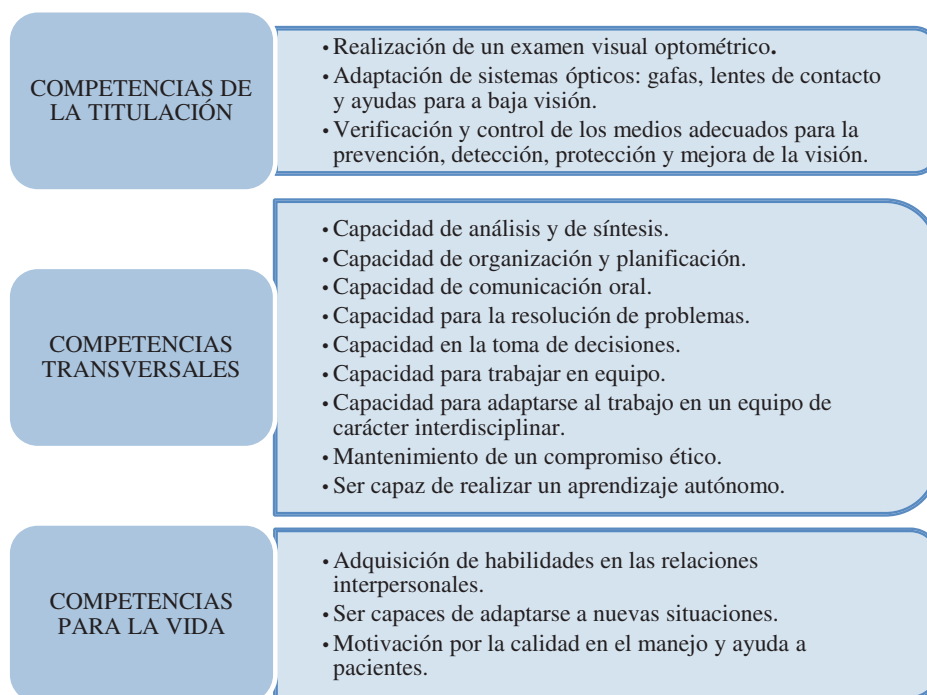 COMPETENCIAS DE
LA TITULACIÓN
• Realización de un examen visual optométrico.
• Adaptación de sistemas ópticos: gafas, lentes de contacto
y ayudas para a baja visión.
• Verificación y control de los medios adecuados para la
prevención, detección, protección y mejora de la visión.
COMPETENCIAS
TRANSVERSALES
• Capacidad de análisis y de síntesis.
• Capacidad de organización y planificación.
• Capacidad de comunicación oral.
• Capacidad para la resolución de problemas.
• Capacidad en la toma de decisiones.
• Capacidad para trabajar en equipo.
• Capacidad para adaptarse al trabajo en un equipo de
carácter interdisciplinar.
• Mantenimiento de un compromiso ético.
• Ser capaz de realizar un aprendizaje autónomo.
COMPETENCIAS
PARA LA VIDA
• Adquisición de habilidades en las relaciones
interpersonales.
• Ser capaces de adaptarse a nuevas situaciones.
• Motivación por la calidad en el manejo y ayuda a
pacientes.